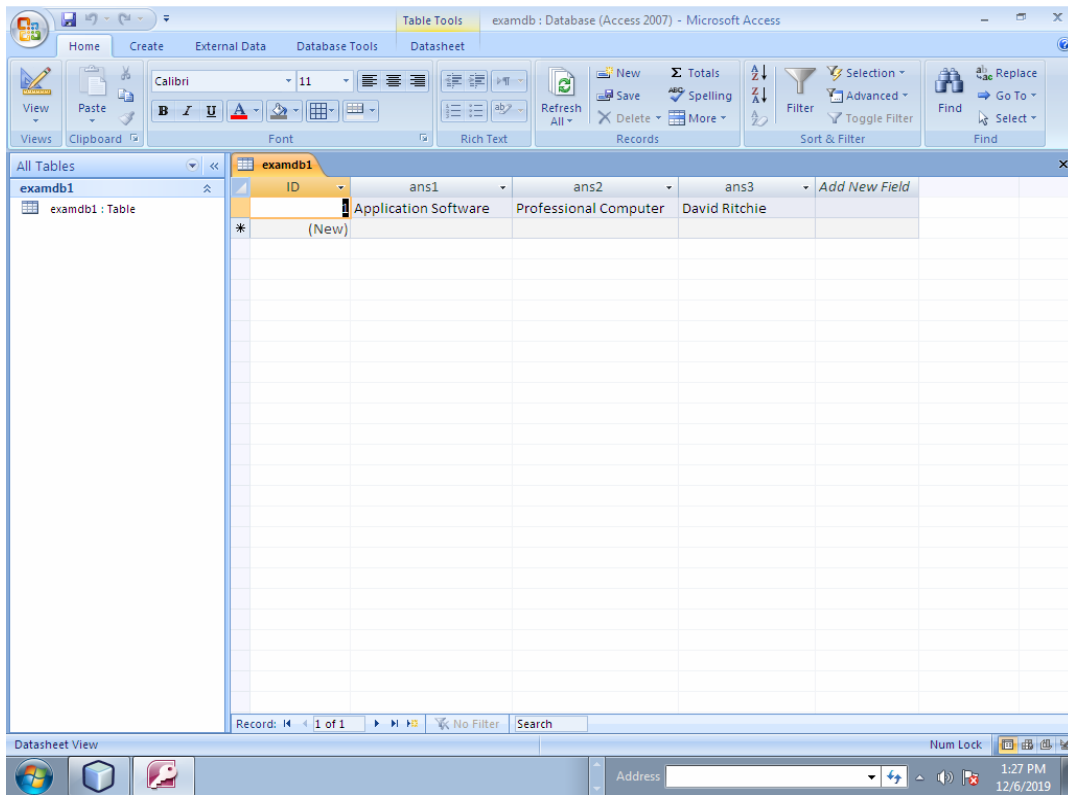 Table Tools examdb : Database (Access 2007) - Microsoft Access
Home Create External Data Database Tools Datasheet
Calibri 11
New Σ Totals Selection Replace
View Paste Save Spelling Advanced Go To
B I U A Refresh All Delete More Filter Toggle Filter Find Select
Views Clipboard Font Rich Text Records Sort & Filter Find
All Tables examdb1
examdb1 ID ans1 ans2 ans3 Add New Field
examdb1 : Table 1 Application Software Professional Computer David Ritchie
* (New)
Record: 1 of 1 No Filter Search
Datasheet View Num Lock
Address 1:27 PM
12/6/2019